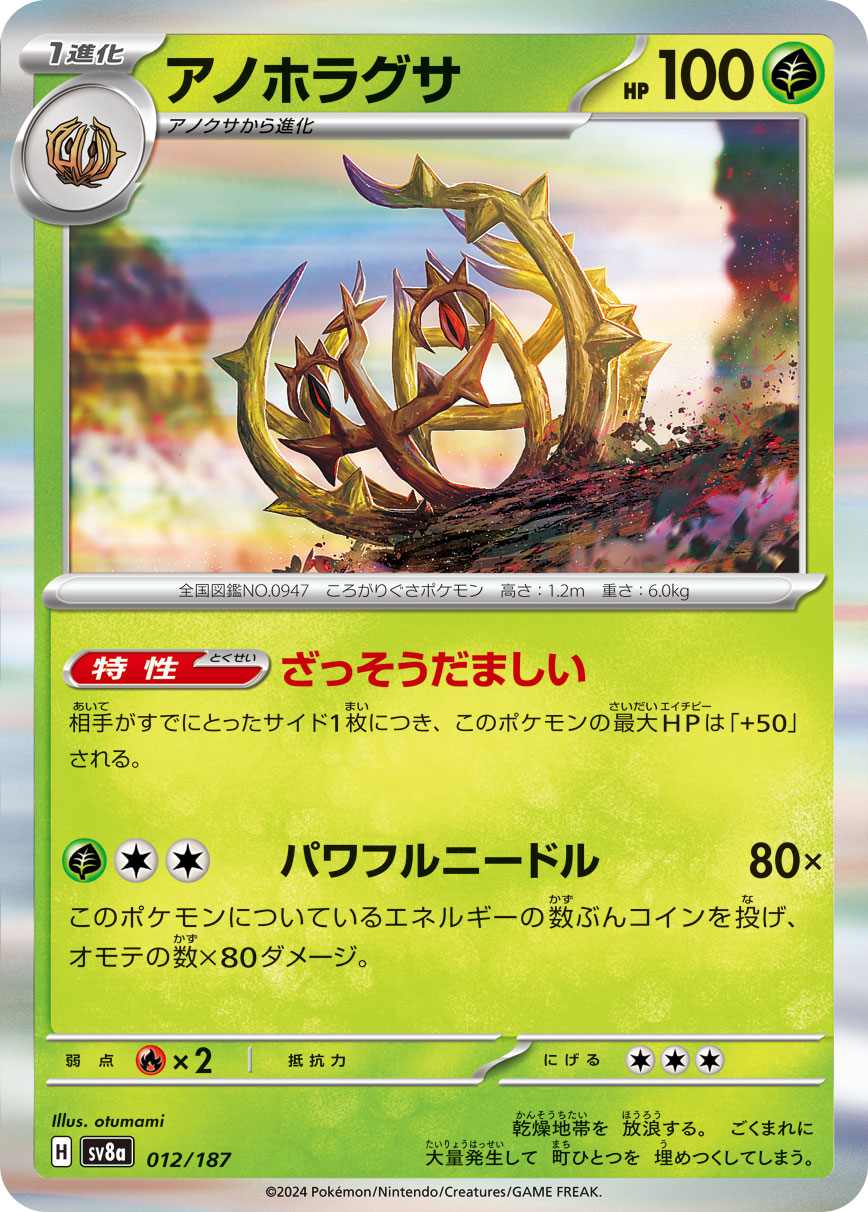 1進化
アノホラグサ
HP 100
アノクサから進化
全国図鑑NO.0947 ころがりぐさポケモン 高さ：1.2m 重さ：6.0kg
特性 とくせい ざっそうだましい
あいて まい さいだいエイチピー
相手がすでにとったサイド1枚につき、このポケモンの最大HPは「+50」
される。
パワフルニードル 80×
かず な
このポケモンについているエネルギーの数ぶんコインを投げ、
かず
オモテの数×80ダメージ。
弱点 ×2 抵抗力 にげる
Illus. otumami
かんそうちたい ほうろう
乾燥地帯を 放浪する。 ごくまれに
たいりょうはっせい まち う
大量発生して 町ひとつを 埋めつくしてしまう。
H sv8a 012/187
©2024 Pokémon/Nintendo/Creatures/GAME FREAK.